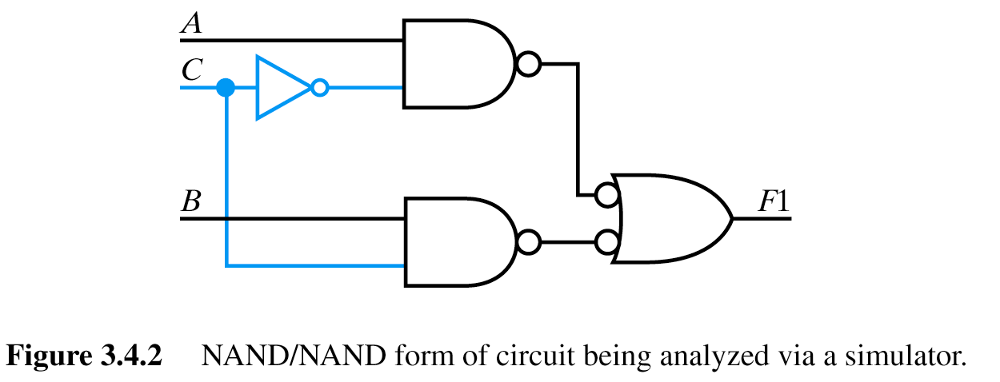 A
C
B
F1
Figure 3.4.2 NAND/NAND form of circuit being analyzed via a simulator.